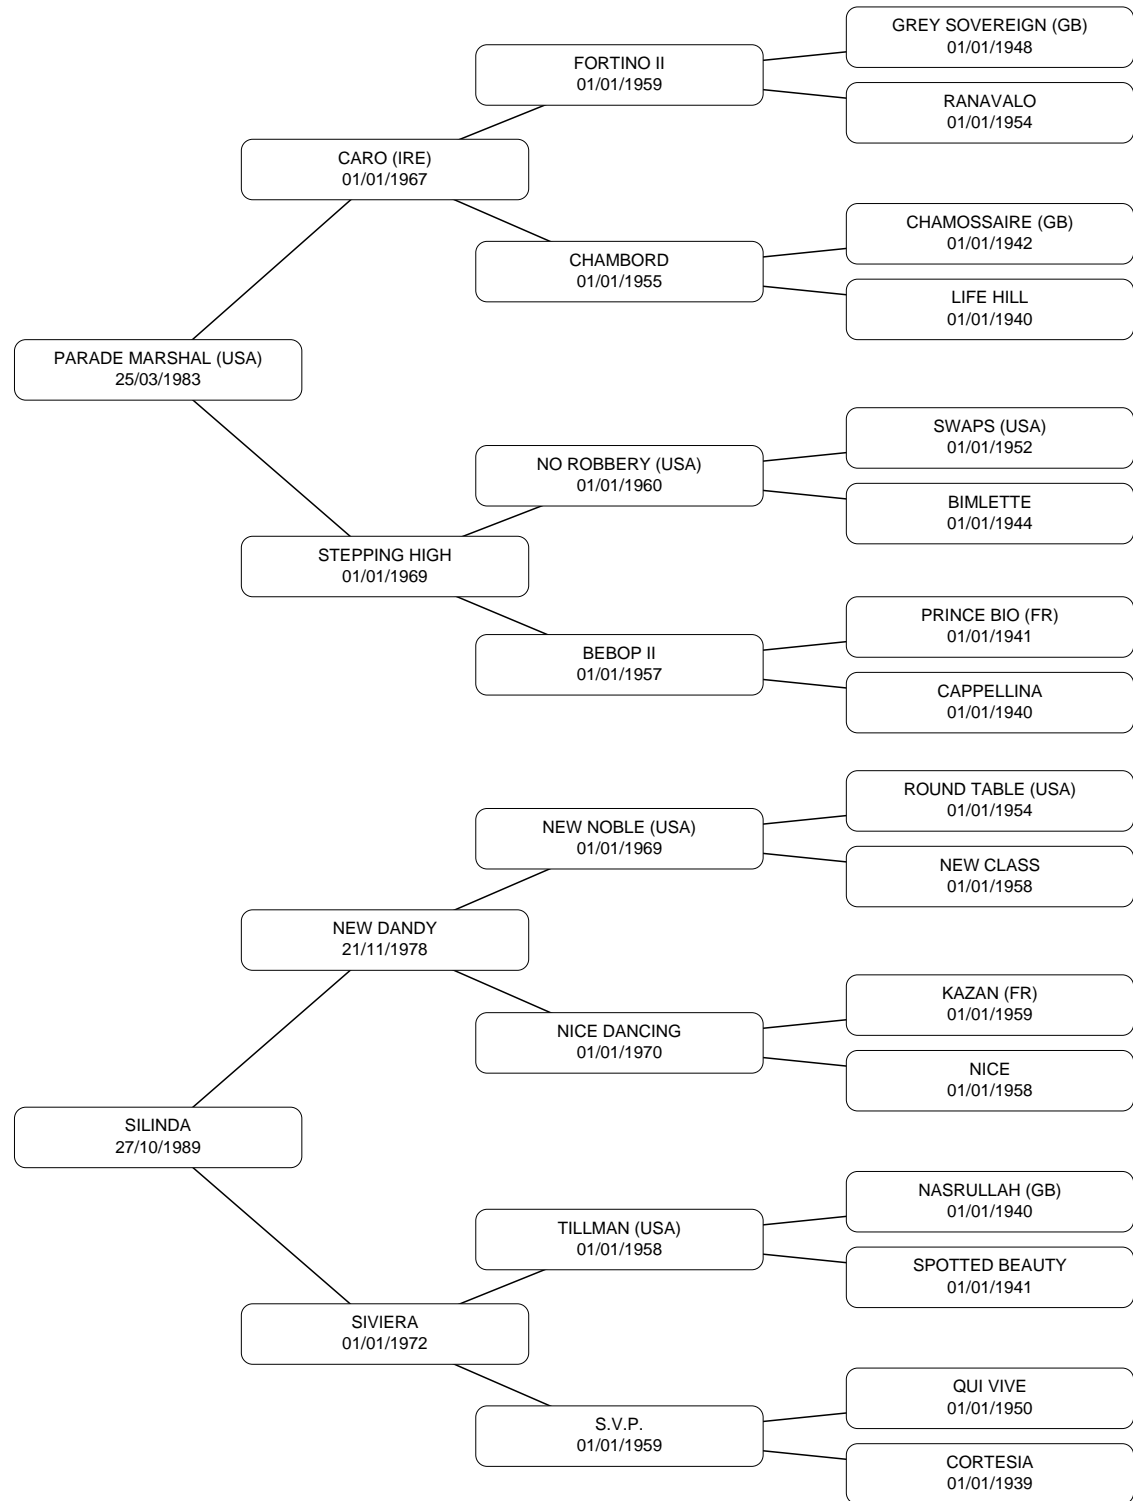 GREY SOVEREIGN (GB)
01/01/1948
FORTINO II
01/01/1959
RANAVALO
01/01/1954
CARO (IRE)
01/01/1967
CHAMOSSAIRE (GB)
01/01/1942
CHAMBORD
01/01/1955
LIFE HILL
01/01/1940
PARADE MARSHAL (USA)
25/03/1983
SWAPS (USA)
01/01/1952
NO ROBBERY (USA)
01/01/1960
BIMLETTE
01/01/1944
STEPPING HIGH
01/01/1969
PRINCE BIO (FR)
01/01/1941
BEBOP II
01/01/1957
CAPPELLINA
01/01/1940
ROUND TABLE (USA)
01/01/1954
NEW NOBLE (USA)
01/01/1969
NEW CLASS
01/01/1958
NEW DANDY
21/11/1978
KAZAN (FR)
01/01/1959
NICE DANCING
01/01/1970
NICE
01/01/1958
SILINDA
27/10/1989
NASRULLAH (GB)
01/01/1940
TILLMAN (USA)
01/01/1958
SPOTTED BEAUTY
01/01/1941
SIVIERA
01/01/1972
QUI VIVE
01/01/1950
S.V.P.
01/01/1959
CORTESIA
01/01/1939